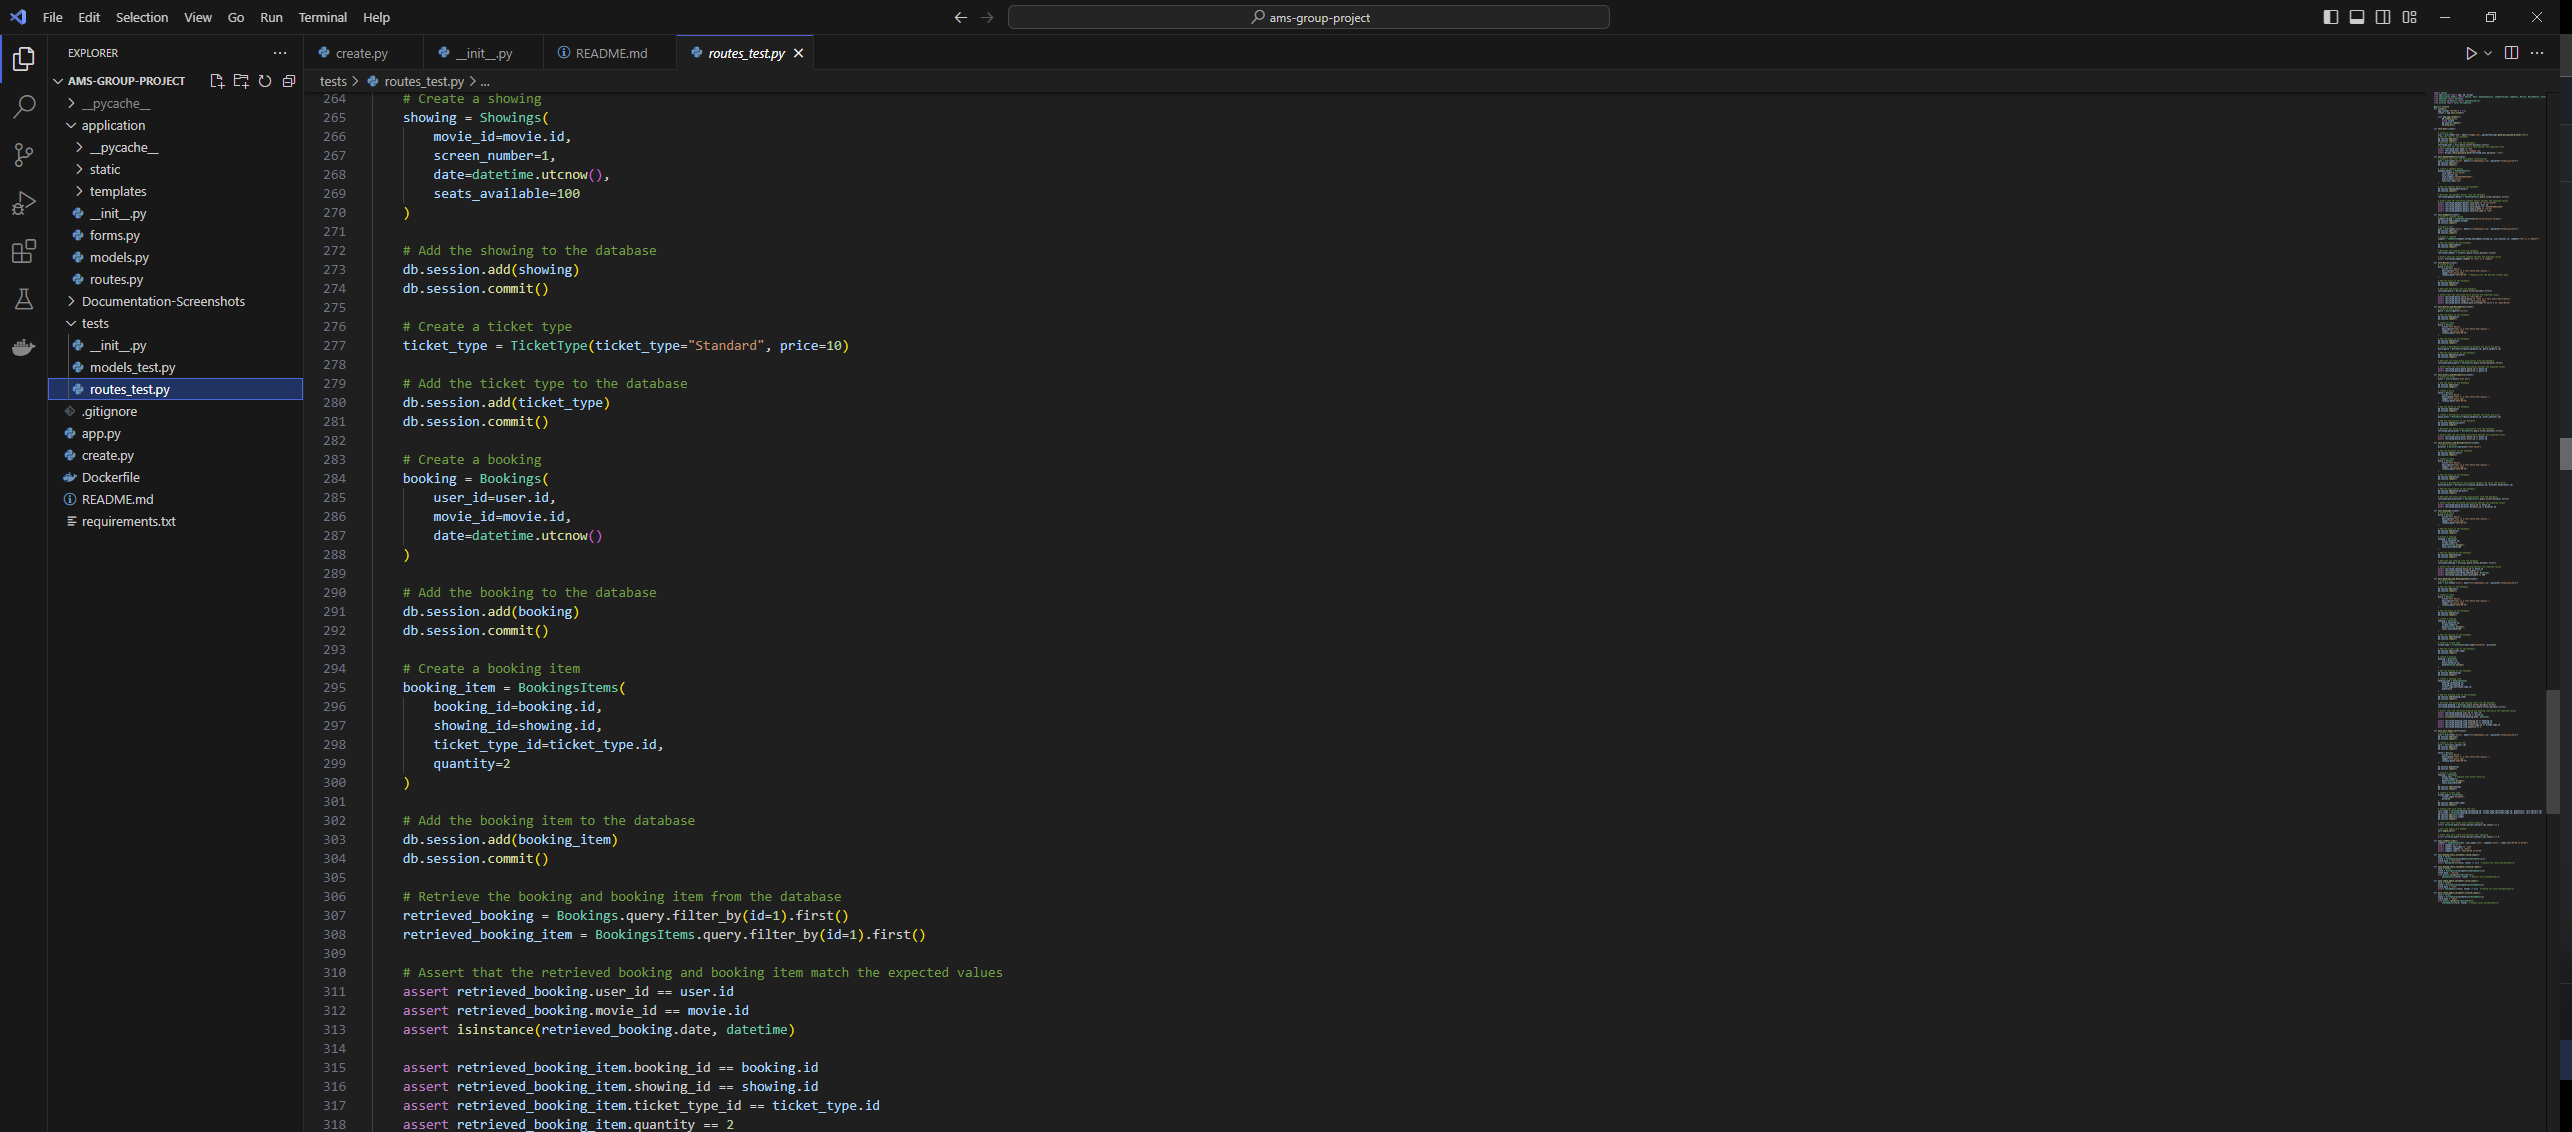 File Edit Selection View Go Run Terminal Help
ams-group-project
EXPLORER
AMS-GROUP-PROJECT
__pycache__
application
__pycache__
static
templates
__init__.py
forms.py
models.py
routes.py
Documentation-Screenshots
tests
__init__.py
models_test.py
routes_test.py
.gitignore
app.py
create.py
Dockerfile
README.md
requirements.txt
create.py __init__.py README.md routes_test.py
tests > routes_test.py > ...
264 # Create a showing
265 showing = Showings(
266 movie_id=movie.id,
267 screen_number=1,
268 date=datetime.utcnow(),
269 seats_available=100
270 )
271
272 # Add the showing to the database
273 db.session.add(showing)
274 db.session.commit()
275
276 # Create a ticket type
277 ticket_type = TicketType(ticket_type="Standard", price=10)
278
279 # Add the ticket type to the database
280 db.session.add(ticket_type)
281 db.session.commit()
282
283 # Create a booking
284 booking = Bookings(
285 user_id=user.id,
286 movie_id=movie.id,
287 date=datetime.utcnow()
288 )
289
290 # Add the booking to the database
291 db.session.add(booking)
292 db.session.commit()
293
294 # Create a booking item
295 booking_item = BookingsItems(
296 booking_id=booking.id,
297 showing_id=showing.id,
298 ticket_type_id=ticket_type.id,
299 quantity=2
300 )
301
302 # Add the booking item to the database
303 db.session.add(booking_item)
304 db.session.commit()
305
306 # Retrieve the booking and booking item from the database
307 retrieved_booking = Bookings.query.filter_by(id=1).first()
308 retrieved_booking_item = BookingsItems.query.filter_by(id=1).first()
309
310 # Assert that the retrieved booking and booking item match the expected values
311 assert retrieved_booking.user_id == user.id
312 assert retrieved_booking.movie_id == movie.id
313 assert isinstance(retrieved_booking.date, datetime)
314
315 assert retrieved_booking_item.booking_id == booking.id
316 assert retrieved_booking_item.showing_id == showing.id
317 assert retrieved_booking_item.ticket_type_id == ticket_type.id
318 assert retrieved_booking_item.quantity == 2